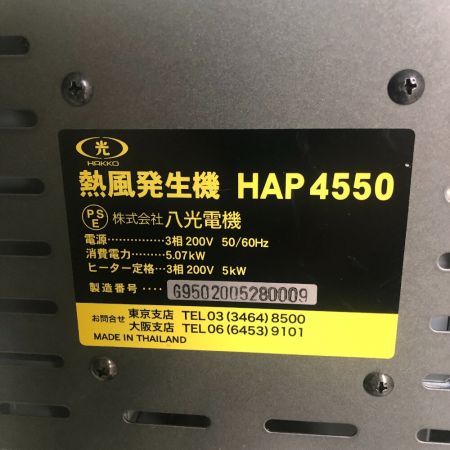 光
HAKKO
熱風発生機 HAP 4550
PSE 株式会社 八光電機
電源‥‥‥‥‥‥3相 200V 50/60Hz
消費電力‥‥‥‥5.07kW
ヒーター定格‥‥3相 200V 5kW
製造番号‥‥ G9502005280009
お問合せ 東京支店 TEL 03 (3464) 8500
大阪支店 TEL 06 (6453) 9101
MADE IN THAILAND